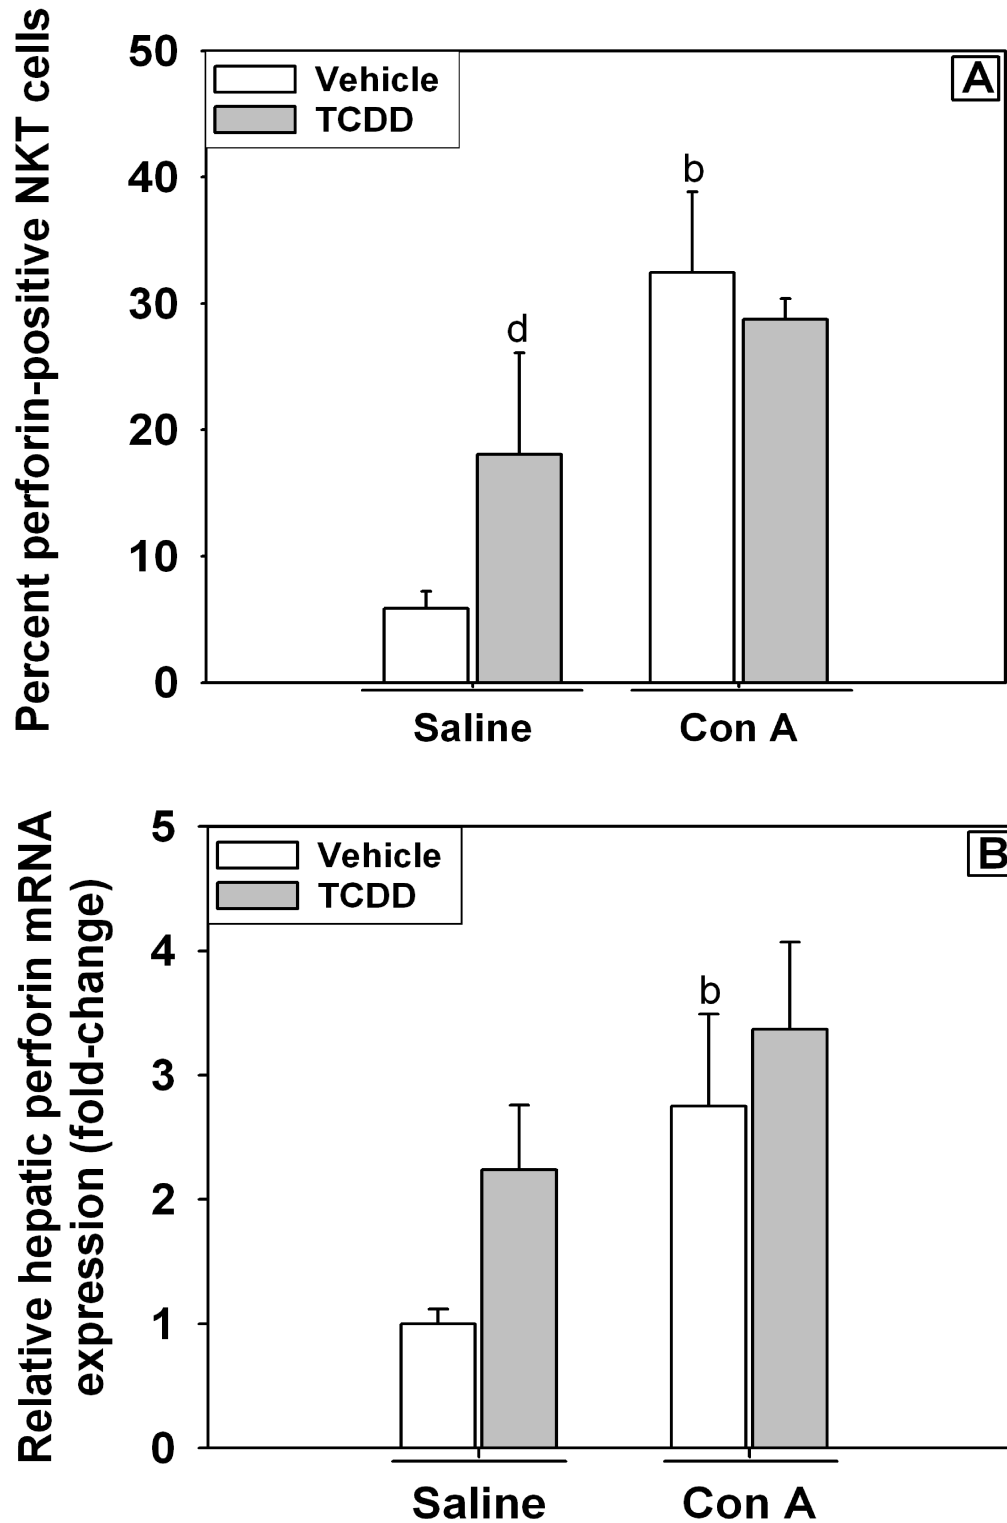 Percent perforin-positive NKT cells
50
40
30
20
10
0
Vehicle
TCDD
A
d
b
Saline
Con A
Relative hepatic perforin mRNA
expression (fold-change)
5
4
3
2
1
0
Vehicle
TCDD
B
b
Saline
Con A